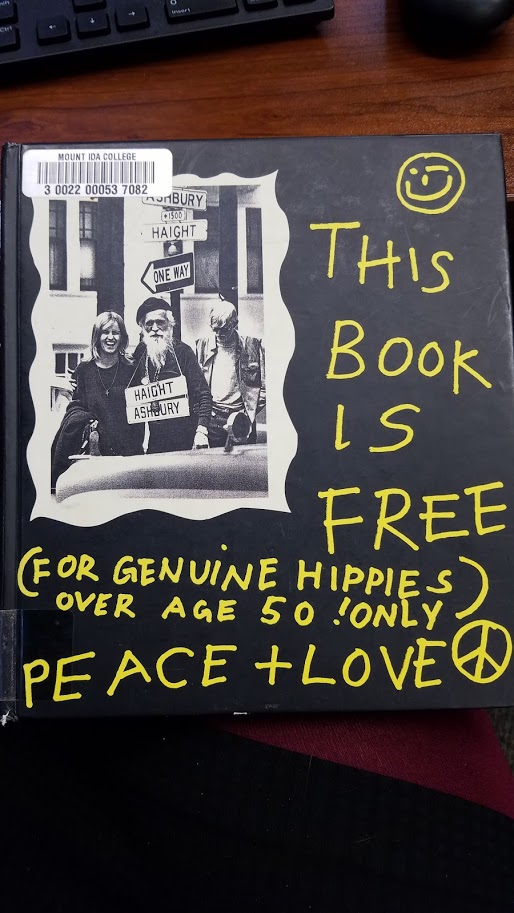 Insert
MOUNT IDA COLLEGE
3 0022 00053 7082
ASHBURY
1500
HAIGHT
ONE WAY
HAIGHT
ASHBURY
THIS
BOOK
IS
FREE
(FOR GENUiNE HIPPIES)
OVER AGE 50 !ONLY
PEACE + LOVE